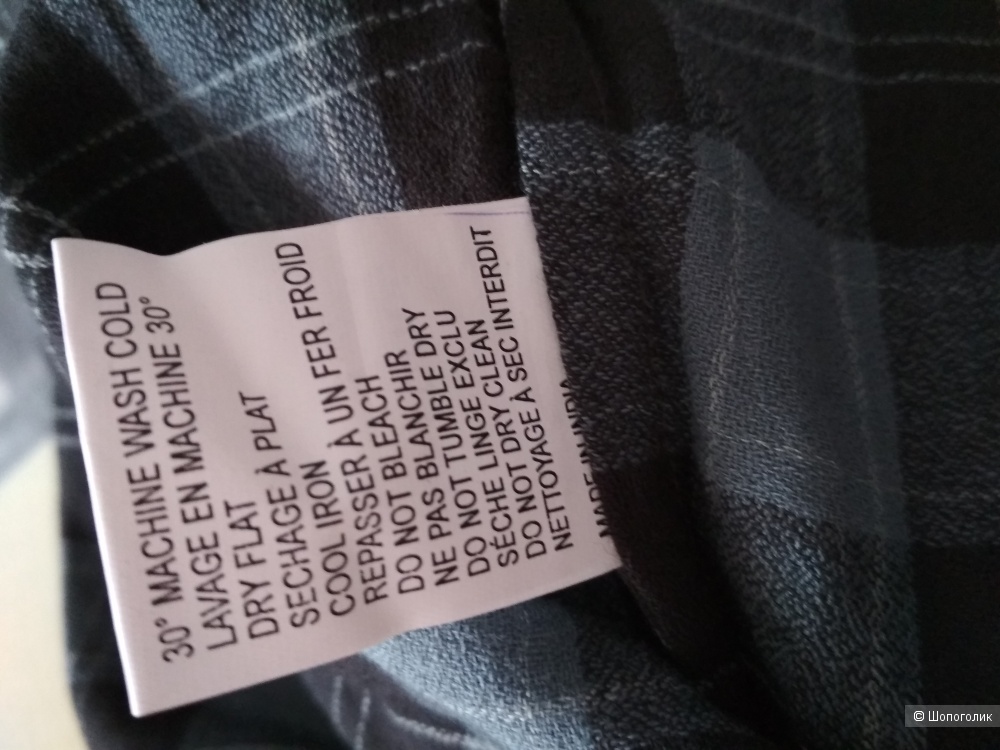 30° MACHINE WASH COLD
LAVAGE EN MACHINE 30°
DRY FLAT
SECHAGE À PLAT
COOL IRON
REPASSER À UN FER FROID
DO NOT BLEACH
NE PAS BLANCHIR
DO NOT TUMBLE DRY
SÉCHE LINGE EXCLU
DO NOT DRY CLEAN
NETTOYAGE À SEC INTERDIT
MADE IN INDIA
© Шопоголик